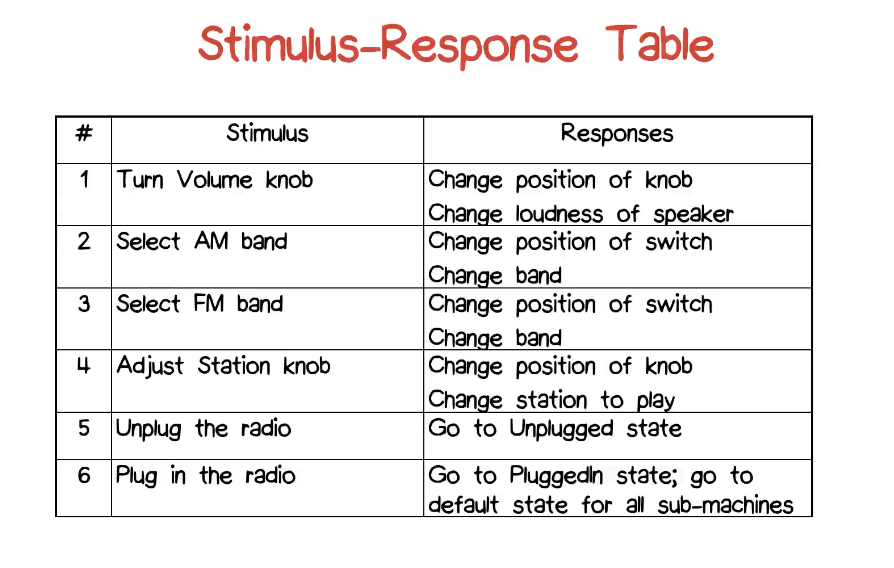 Stimulus-Response Table
# Stimulus Responses
1 Turn Volume knob Change position of knob
Change loudness of speaker
2 Select AM band Change position of switch
Change band
3 Select FM band Change position of switch
Change band
4 Adjust Station knob Change position of knob
Change station to play
5 Unplug the radio Go to Unplugged state
6 Plug in the radio Go to PluggedIn state; go to
default state for all sub-machines